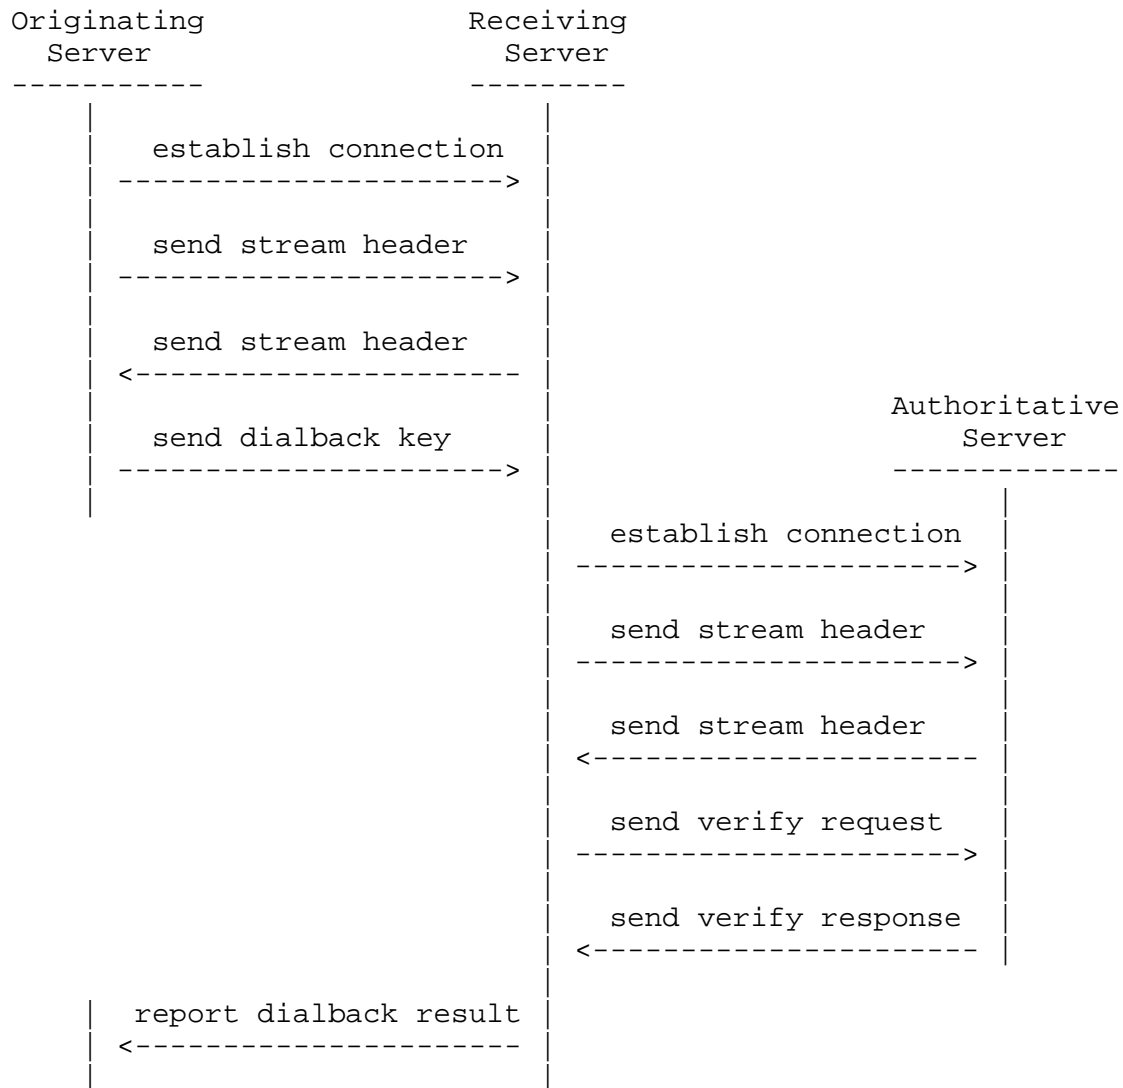 Originating Receiving
Server Server
----------- ---------
establish connection
---------------------->
send stream header
---------------------->
send stream header
<----------------------
Authoritative
send dialback key Server
----------------------> -------------
establish connection
---------------------->
send stream header
---------------------->
send stream header
<----------------------
send verify request
---------------------->
send verify response
<----------------------
report dialback result
<----------------------